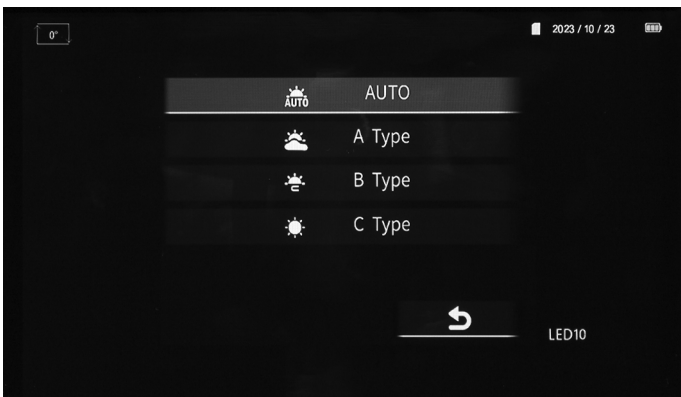 0°
2023 / 10 / 23
AUTO AUTO
A Type
B Type
C Type
LED10